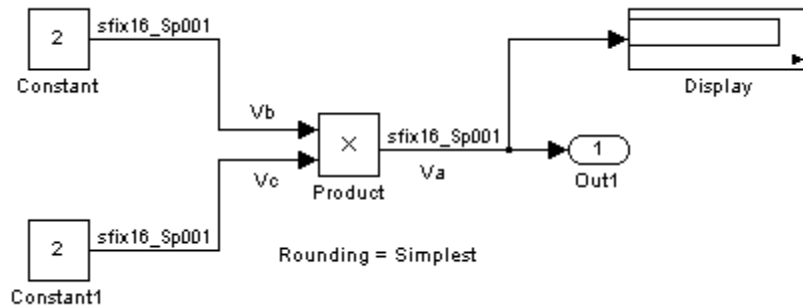 2
sfix16_Sp001
Constant
Display
Vb
×
sfix16_Sp001
1
Vc
Product
Va
Out1
2
sfix16_Sp001
Rounding = Simplest
Constant1